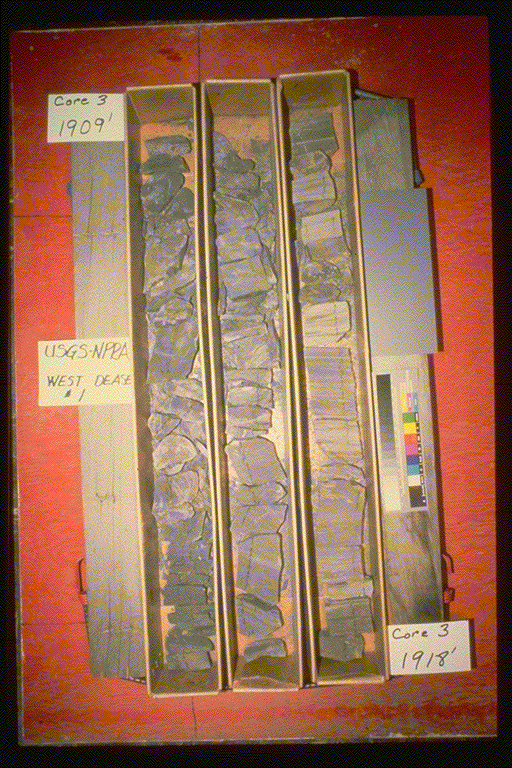 Core 3
1909'
USGS-NPRA
WEST DEASE
#1
Core 3
1918'